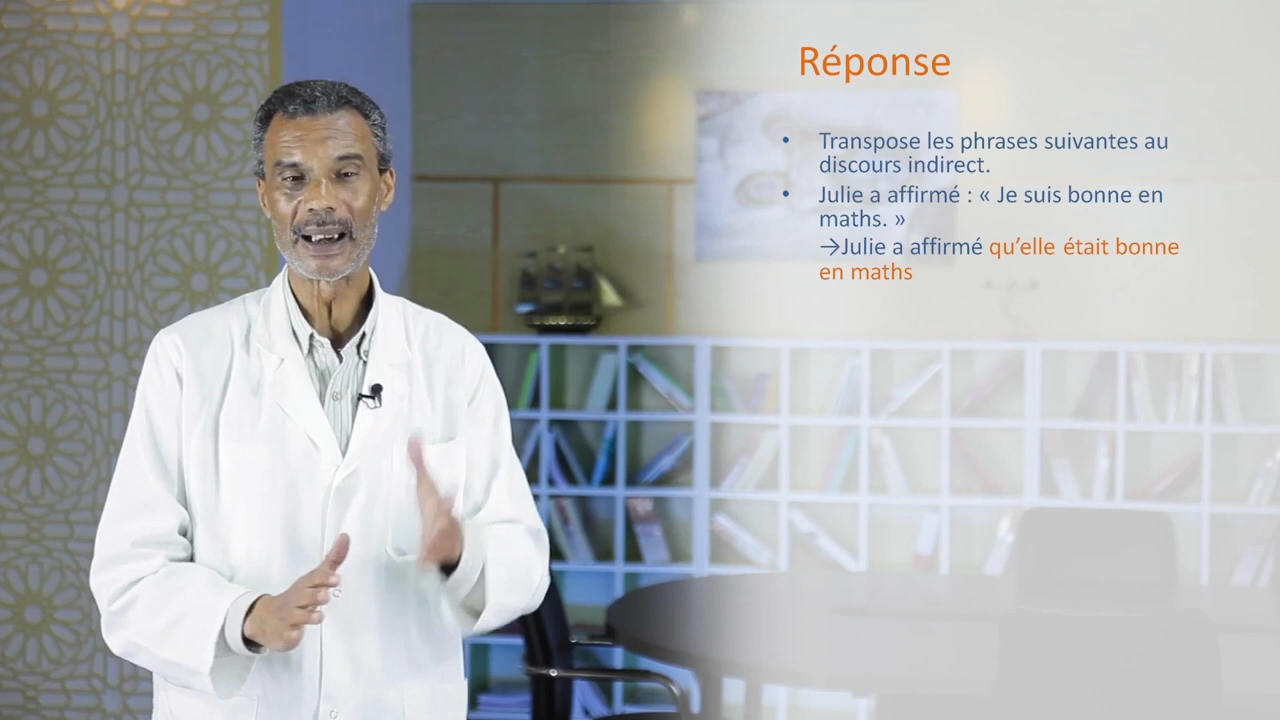 Réponse
• Transpose les phrases suivantes au
discours indirect.
• Julie a affirmé : « Je suis bonne en
maths. »
→Julie a affirmé qu’elle était bonne
en maths